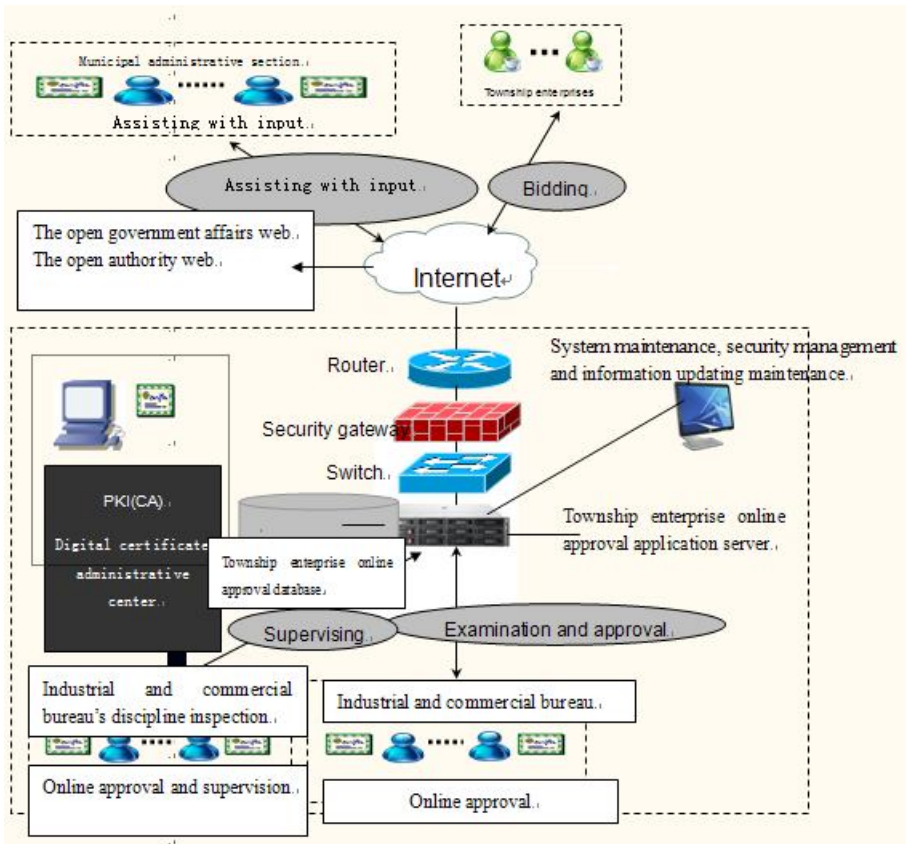 Municipal administrative section.
Assisting with input.
Township enterprises
Assisting with input.
Bidding.
The open government affairs web.
The open authority web.
Internet
Router.
System maintenance, security management
and information updating maintenance.
Security gateway
Switch.
PKI(CA).
Digital certificate
administrative
center.
Township enterprise online
approval database.
Township enterprise online
approval application server.
Supervising.
Examination and approval.
Industrial and commercial
bureau's discipline inspection.
Industrial and commercial bureau.
Online approval and supervision.
Online approval.